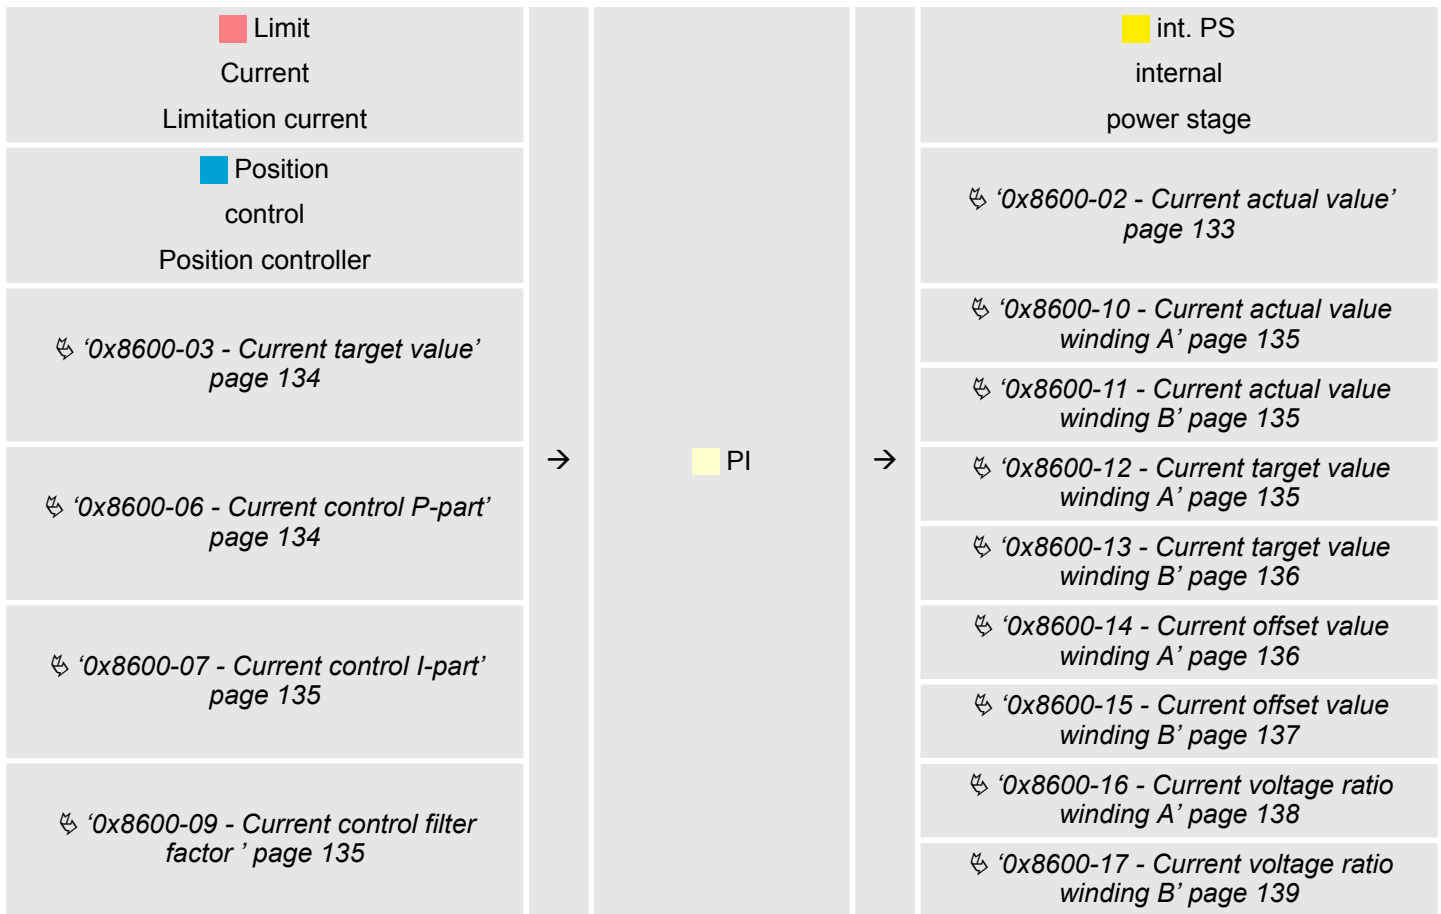 Limit
Current
Limitation current
Position
control
Position controller
↳ ‘0x8600-03 - Current target value’
page 134
↳ ‘0x8600-06 - Current control P-part’
page 134
↳ ‘0x8600-07 - Current control I-part’
page 135
↳ ‘0x8600-09 - Current control filter
factor ’ page 135
→
PI
→
int. PS
internal
power stage
↳ ‘0x8600-02 - Current actual value’
page 133
↳ ‘0x8600-10 - Current actual value
winding A’ page 135
↳ ‘0x8600-11 - Current actual value
winding B’ page 135
↳ ‘0x8600-12 - Current target value
winding A’ page 135
↳ ‘0x8600-13 - Current target value
winding B’ page 136
↳ ‘0x8600-14 - Current offset value
winding A’ page 136
↳ ‘0x8600-15 - Current offset value
winding B’ page 137
↳ ‘0x8600-16 - Current voltage ratio
winding A’ page 138
↳ ‘0x8600-17 - Current voltage ratio
winding B’ page 139